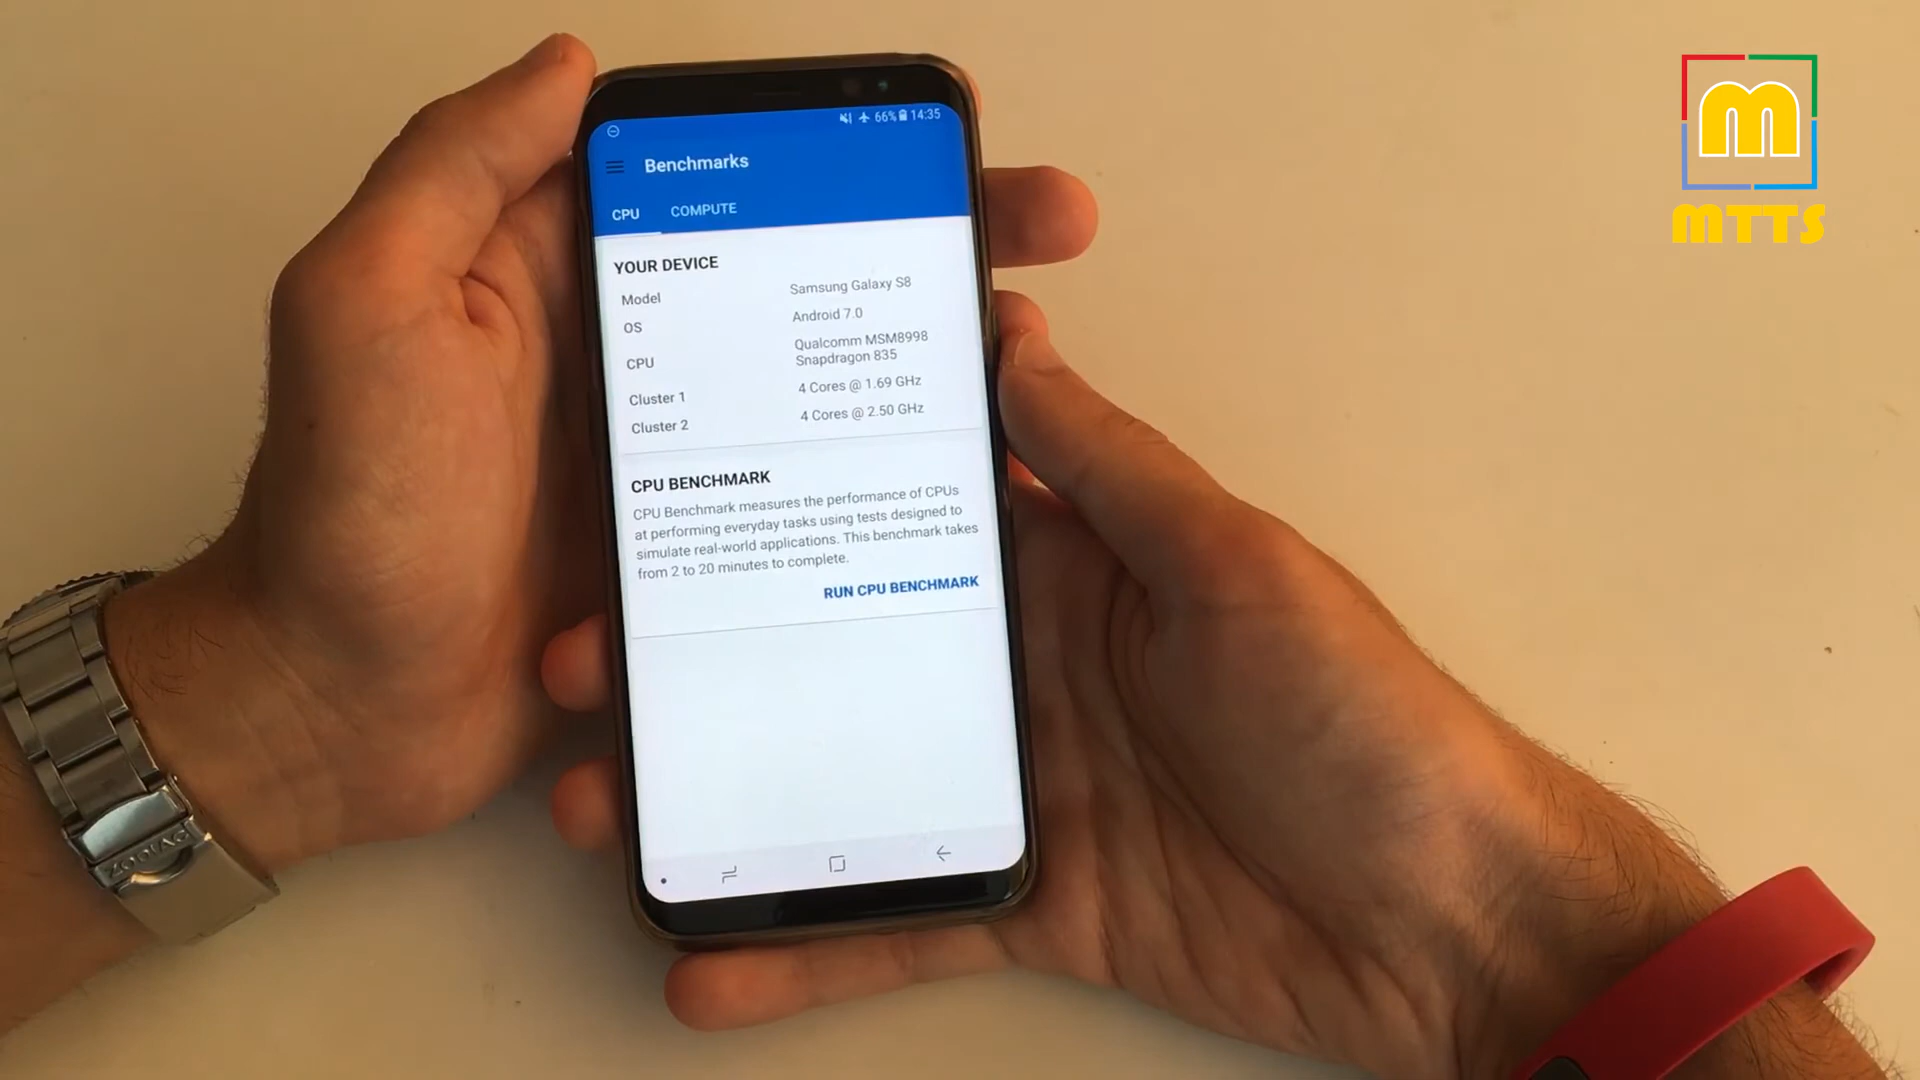 66% 14:35
Benchmarks
CPU COMPUTE
YOUR DEVICE
Model Samsung Galaxy S8
OS Android 7.0
CPU Qualcomm MSM8998
Snapdragon 835
Cluster 1 4 Cores @ 1.69 GHz
Cluster 2 4 Cores @ 2.50 GHz
CPU BENCHMARK
CPU Benchmark measures the performance of CPUs
at performing everyday tasks using tests designed to
simulate real-world applications. This benchmark takes
from 2 to 20 minutes to complete.
RUN CPU BENCHMARK
M
MTTS
ZODIAC